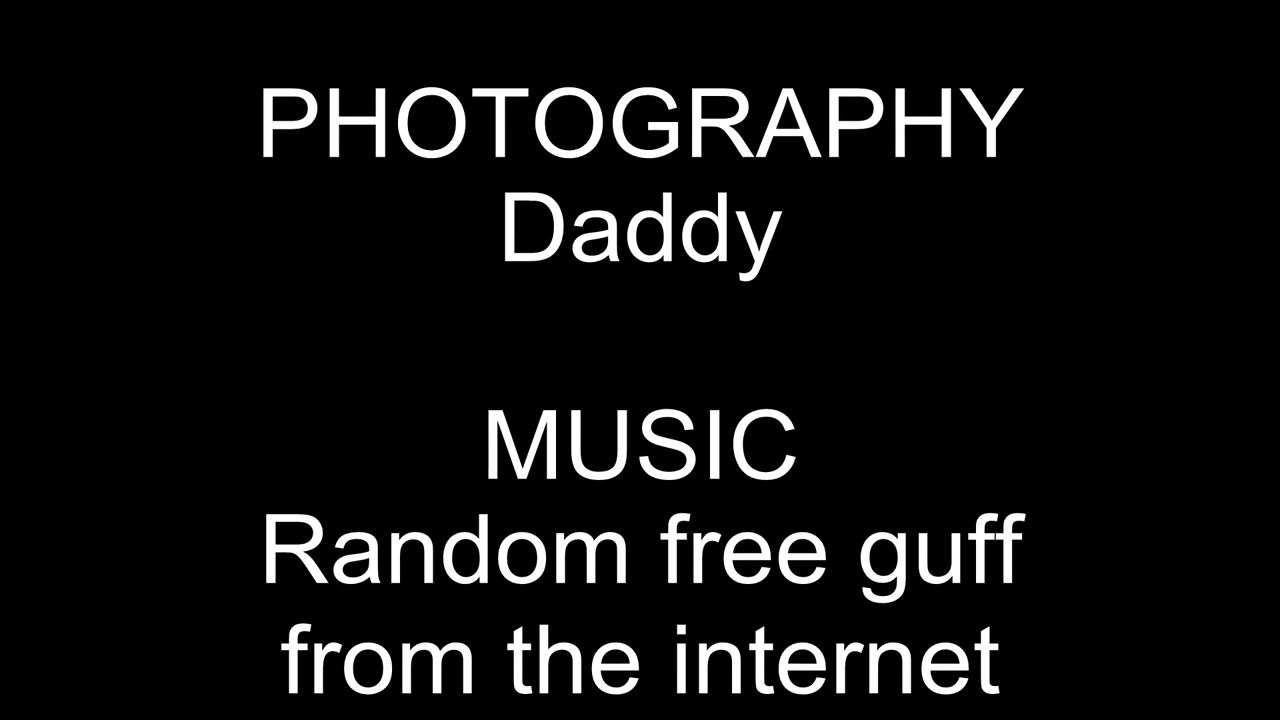 PHOTOGRAPHY
Daddy
MUSIC
Random free guff
from the internet